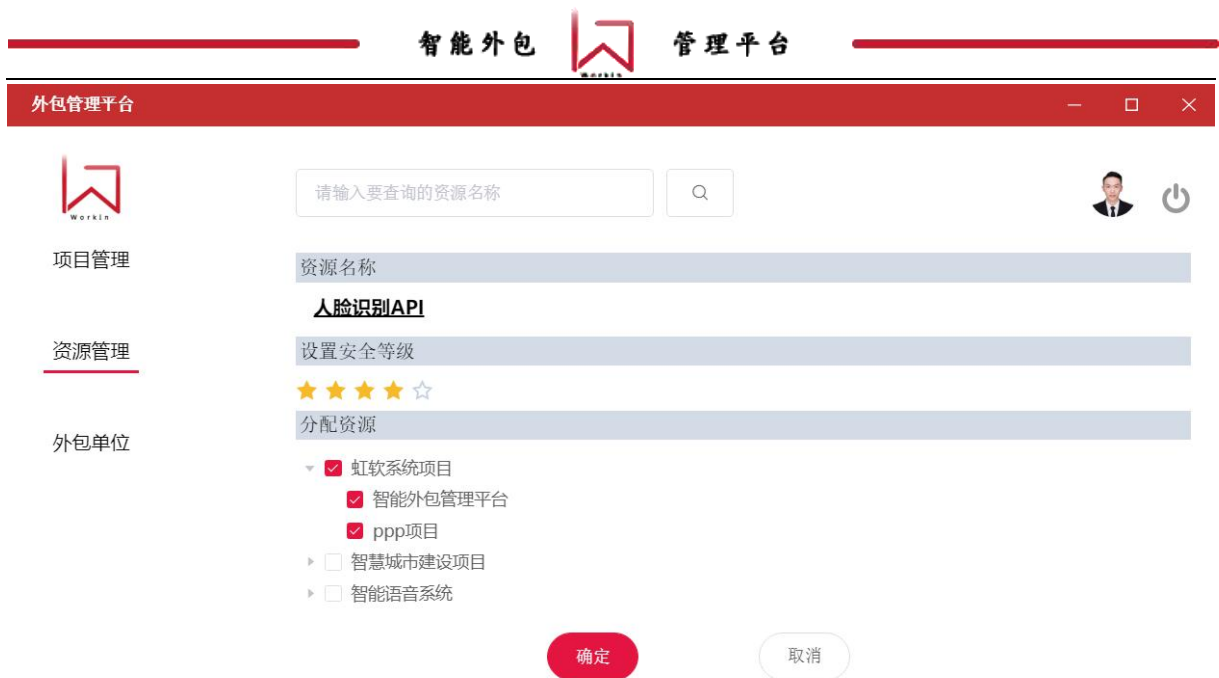 智能外包 Workin 管理平台
外包管理平台
Workin
请输入要查询的资源名称
项目管理
资源名称
人脸识别API
资源管理
设置安全等级
分配资源
外包单位
虹软系统项目
智能外包管理平台
ppp项目
智慧城市建设项目
智能语音系统
确定 取消